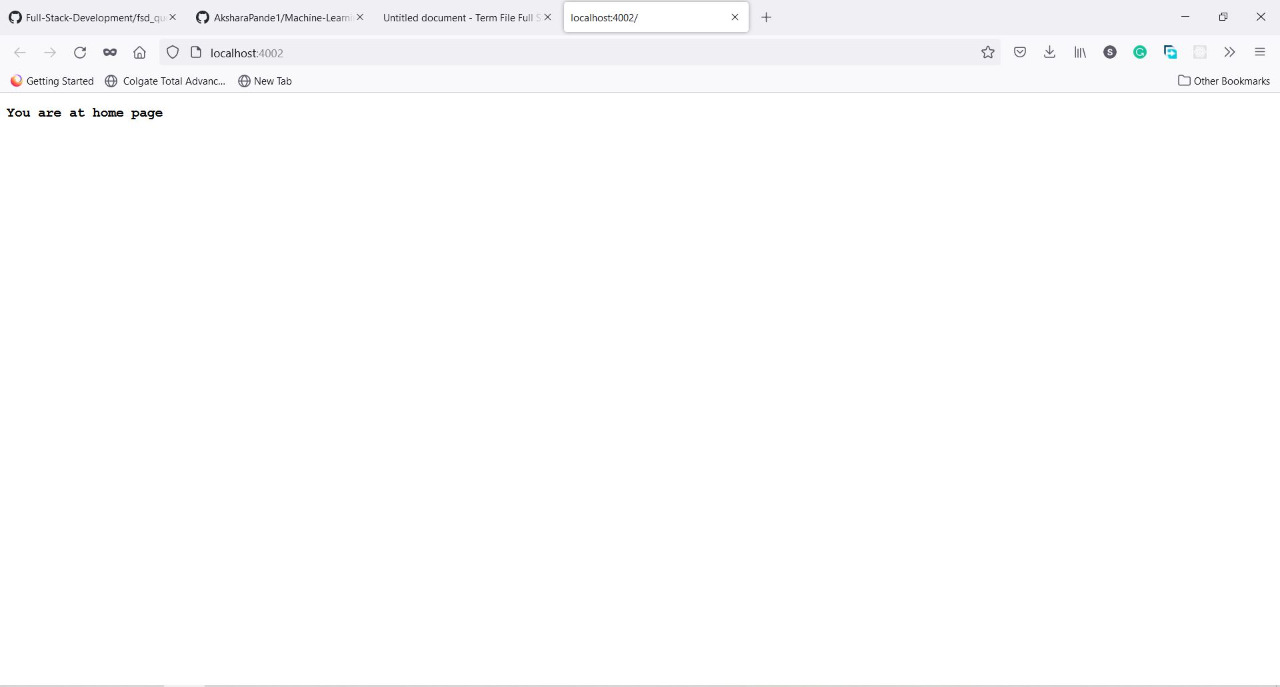 Full-Stack-Development/fsd_qu
AksharaPande1/Machine-Learni
Untitled document - Term File Full S
localhost:4002/
localhost:4002
Getting Started
Colgate Total Advanc...
New Tab
Other Bookmarks
You are at home page